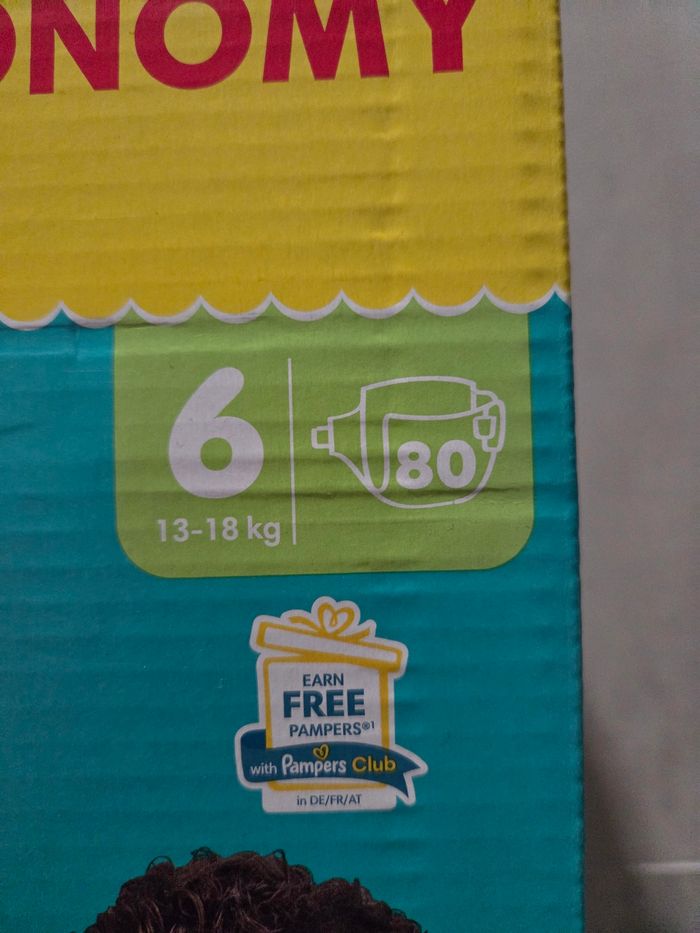 ONOMY
6
13-18 kg
80
EARN
FREE
PAMPERS®¹
with Pampers Club
in DE/FR/AT